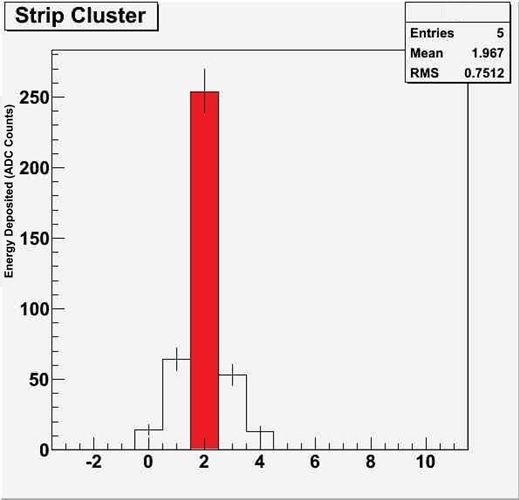 Strip Cluster
Entries 5
Mean 1.967
RMS 0.7512
Energy Deposited (ADC Counts)
250
200
150
100
50
0
-2 0 2 4 6 8 10